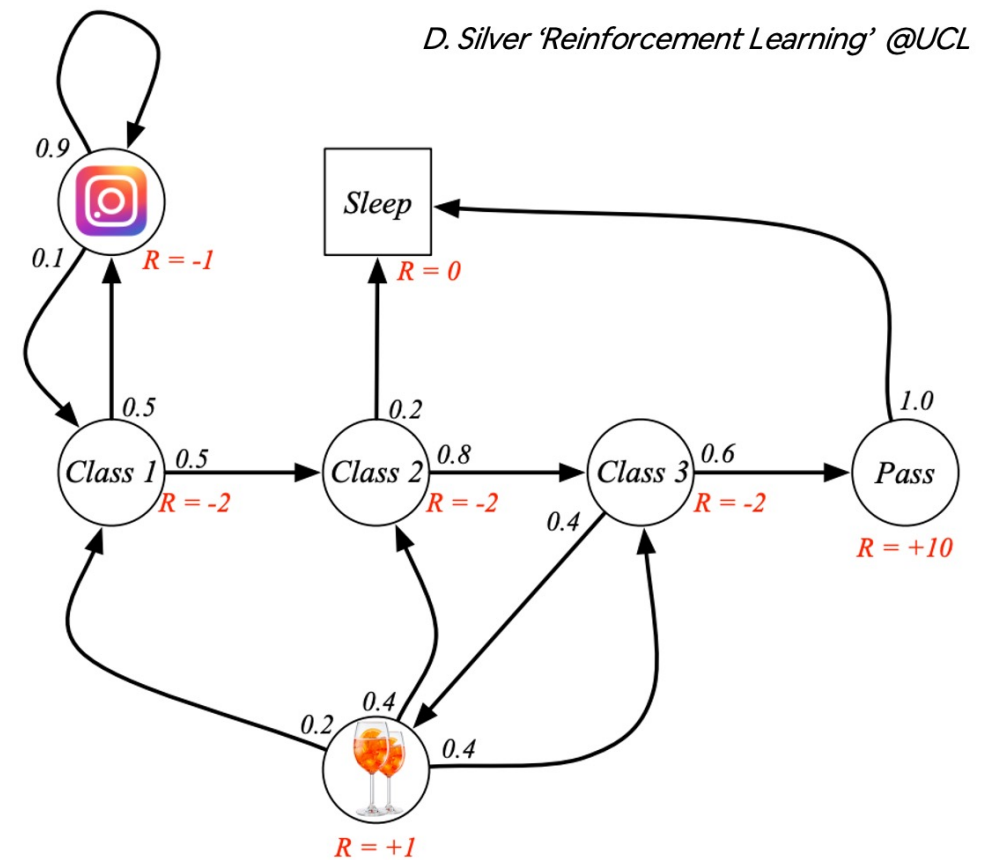 D. Silver ‘Reinforcement Learning’ @UCL
0.9
0.1
R = -1
Sleep
R = 0
0.5
0.2
1.0
Class 1
0.5
R = -2
Class 2
0.8
R = -2
Class 3
0.6
R = -2
Pass
R = +10
0.4
0.4
0.2
0.4
R = +1